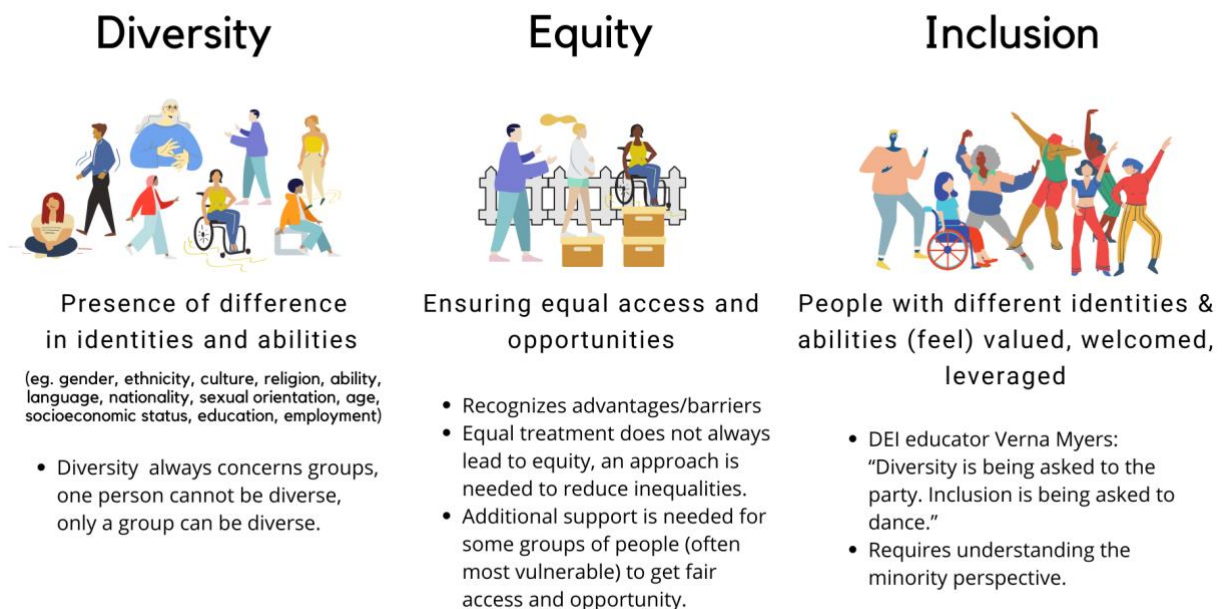 Diversity
Presence of difference
in identities and abilities
(eg. gender, ethnicity, culture, religion, ability,
language, nationality, sexual orientation, age,
socioeconomic status, education, employment)
• Diversity always concerns groups,
one person cannot be diverse,
only a group can be diverse.
Equity
Ensuring equal access and
opportunities
• Recognizes advantages/barriers
• Equal treatment does not always
lead to equity, an approach is
needed to reduce inequalities.
• Additional support is needed for
some groups of people (often
most vulnerable) to get fair
access and opportunity.
Inclusion
People with different identities &
abilities (feel) valued, welcomed,
leveraged
• DEI educator Verna Myers:
“Diversity is being asked to the
party. Inclusion is being asked to
dance.”
• Requires understanding the
minority perspective.